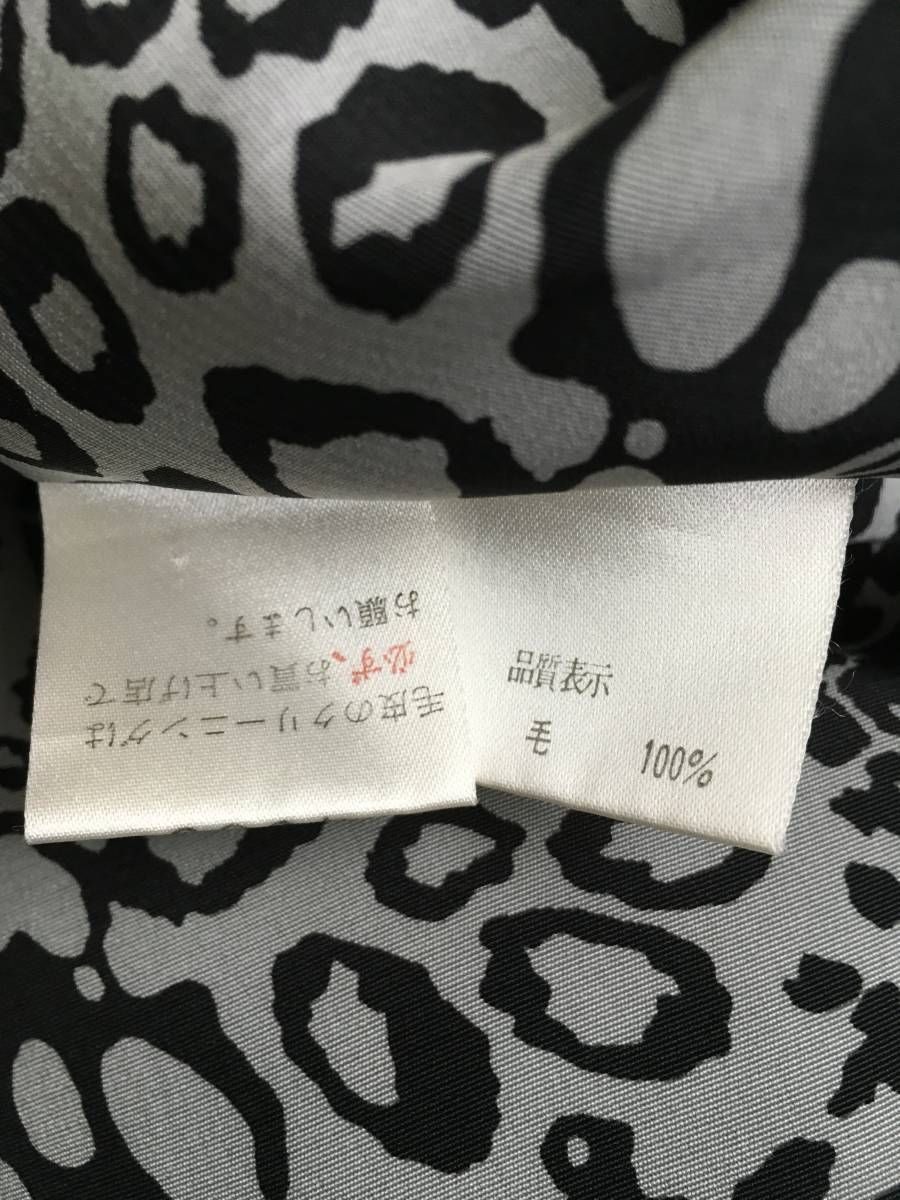 毛皮のクリーニングは
必ず、お買い上げ店で
お願いします。
品質表示
毛 100%